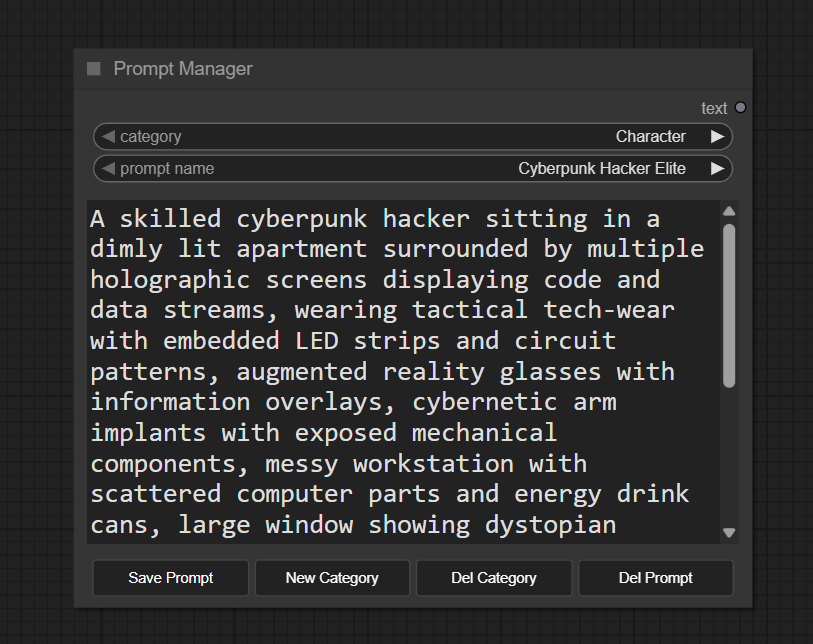 Prompt Manager
text
category Character
prompt name Cyberpunk Hacker Elite
A skilled cyberpunk hacker sitting in a
dimly lit apartment surrounded by multiple
holographic screens displaying code and
data streams, wearing tactical tech-wear
with embedded LED strips and circuit
patterns, augmented reality glasses with
information overlays, cybernetic arm
implants with exposed mechanical
components, messy workstation with
scattered computer parts and energy drink
cans, large window showing dystopian
Save Prompt New Category Del Category Del Prompt